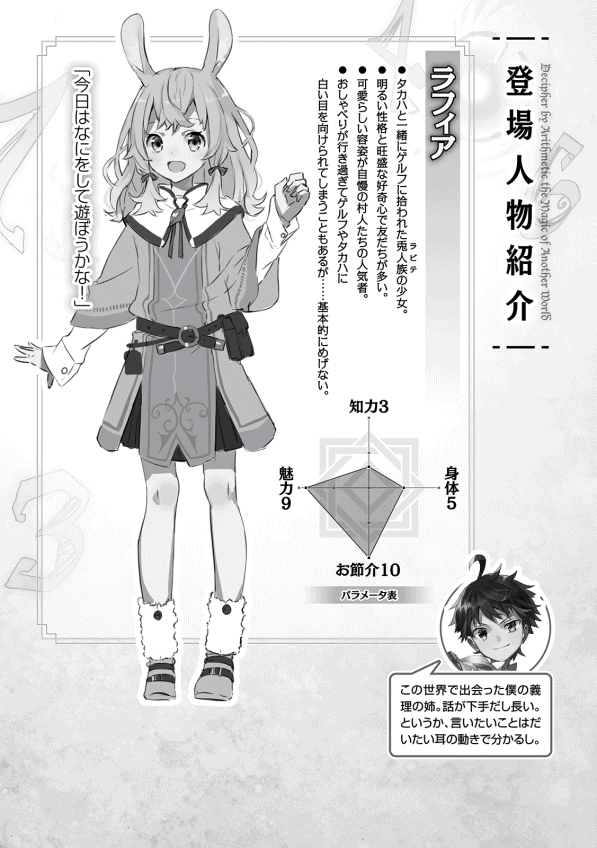 登場人物紹介
Decipher by Arithmetic the Magic of Another World
ラフィア
●タカハと一緒にゲルフに拾われた兎人族の少女。
ラビテ
●明るい性格と旺盛な好奇心で友だちが多い。
●可愛らしい容姿が自慢の村人たちの人気者。
●おしゃべりが行き過ぎてゲルフやタカハに
白い目を向けられてしまうこともあるが……基本的にめげない。
「今日はなにをして遊ぼうかな！」
知力3
身体5
魅力9
お節介10
パラメータ表
この世界で出会った僕の義
理の姉。話が下手だし長い。
というか、言いたいことはだ
いたい耳の動きで分かるし。